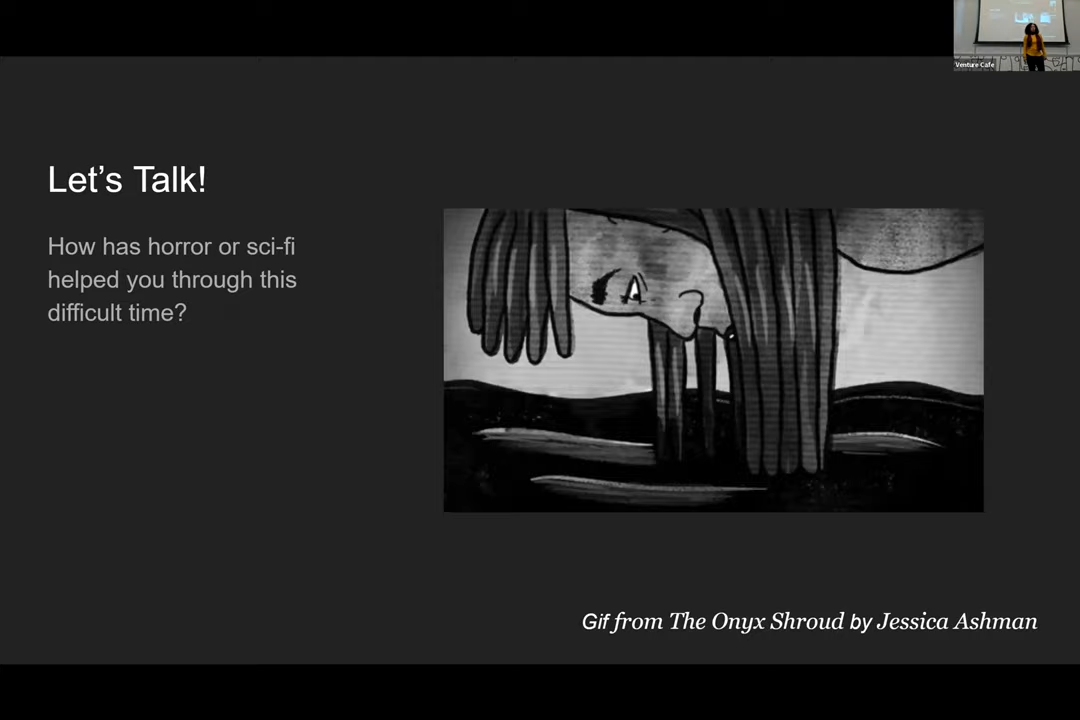 Venture Cafe
Let's Talk!
How has horror or sci-fi
helped you through this
difficult time?
Gif from The Onyx Shroud by Jessica Ashman